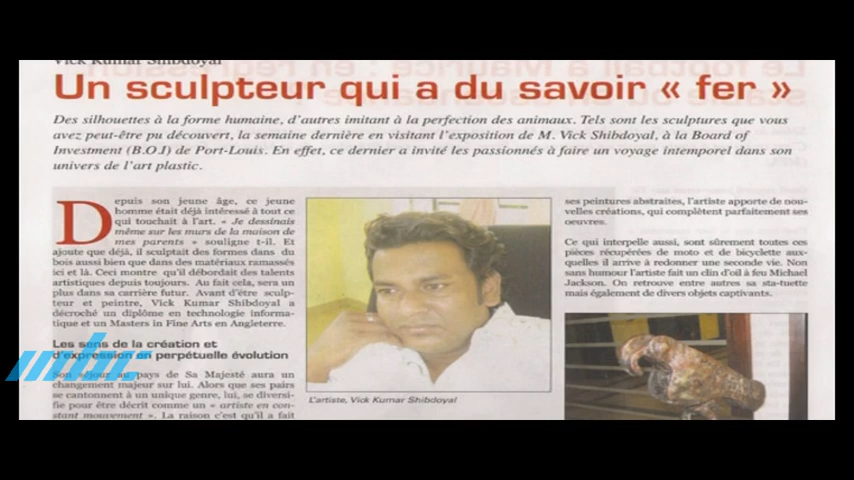 Vick Kumar Shibdoyal
Un sculpteur qui a du savoir « fer »
Des silhouettes à la forme humaine, d'autres imitant à la perfection des animaux. Tels sont les sculptures que vous
avez peut-être pu découvert, la semaine dernière en visitant l'exposition de M. Vick Shibdoyal, à la Board of
Investment (B.O.I) de Port-Louis. En effet, ce dernier a invité les passionnés à faire un voyage intemporel dans son
univers de l'art plastic.
Depuis son jeune âge, ce jeune
homme était déjà intéressé à tout ce
qui touchait à l'art. « Je dessinais
même sur les murs de la maison de
mes parents » souligne t-il. Et
ajoute que déjà, il sculptait des formes dans du
bois aussi bien que dans des matériaux ramassés
ici et là. Ceci montre qu'il débordait des talents
artistiques depuis toujours. Au fait cela, sera un
plus dans sa carrière futur. Avant d'être sculp-
teur et peintre, Vick Kumar Shibdoyal a
décroché un diplôme en technologie informa-
tique et un Masters in Fine Arts en Angleterre.
Les sens de la création et
d'expression en perpétuelle évolution
Son séjour au pays de Sa Majesté aura un
changement majeur sur lui. Alors que ses pairs
se cantonnent à un unique genre, lui, se diversi-
fie pour être décrit comme un « artiste en con-
stant mouvement ». La raison c'est qu'il a fait
L'artiste, Vick Kumar Shibdoyal
ses peintures abstraites, l'artiste apporte de nou-
velles créations, qui complètent parfaitement ses
oeuvres.
Ce qui interpelle aussi, sont sûrement toutes ces
pièces récupérées de moto et de bicyclette aux-
quelles il arrive à redonner une seconde vie. Non
sans humour l'artiste fait un clin d'oil à feu Michael
Jackson. On retrouve entre autres sa sta-tuette
mais également de divers objets captivants.